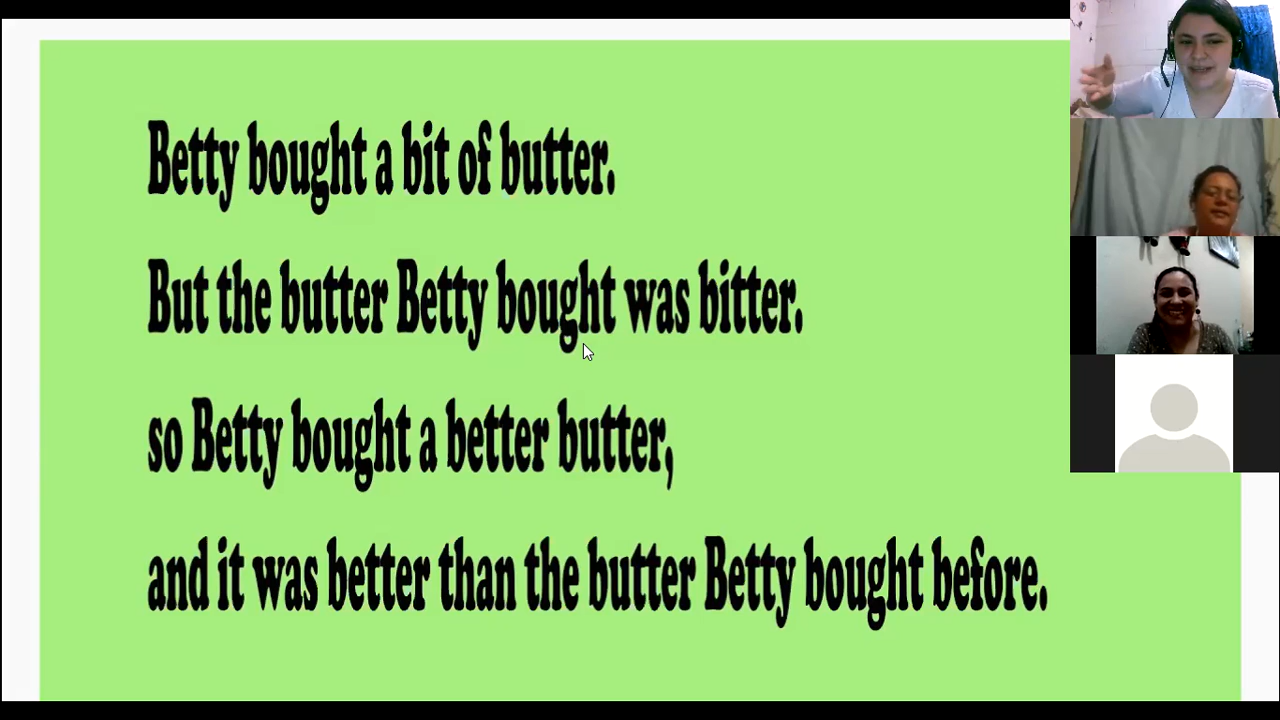 Betty bought a bit of butter.
But the butter Betty bought was bitter.
so Betty bought a better butter,
and it was better than the butter Betty bought before.